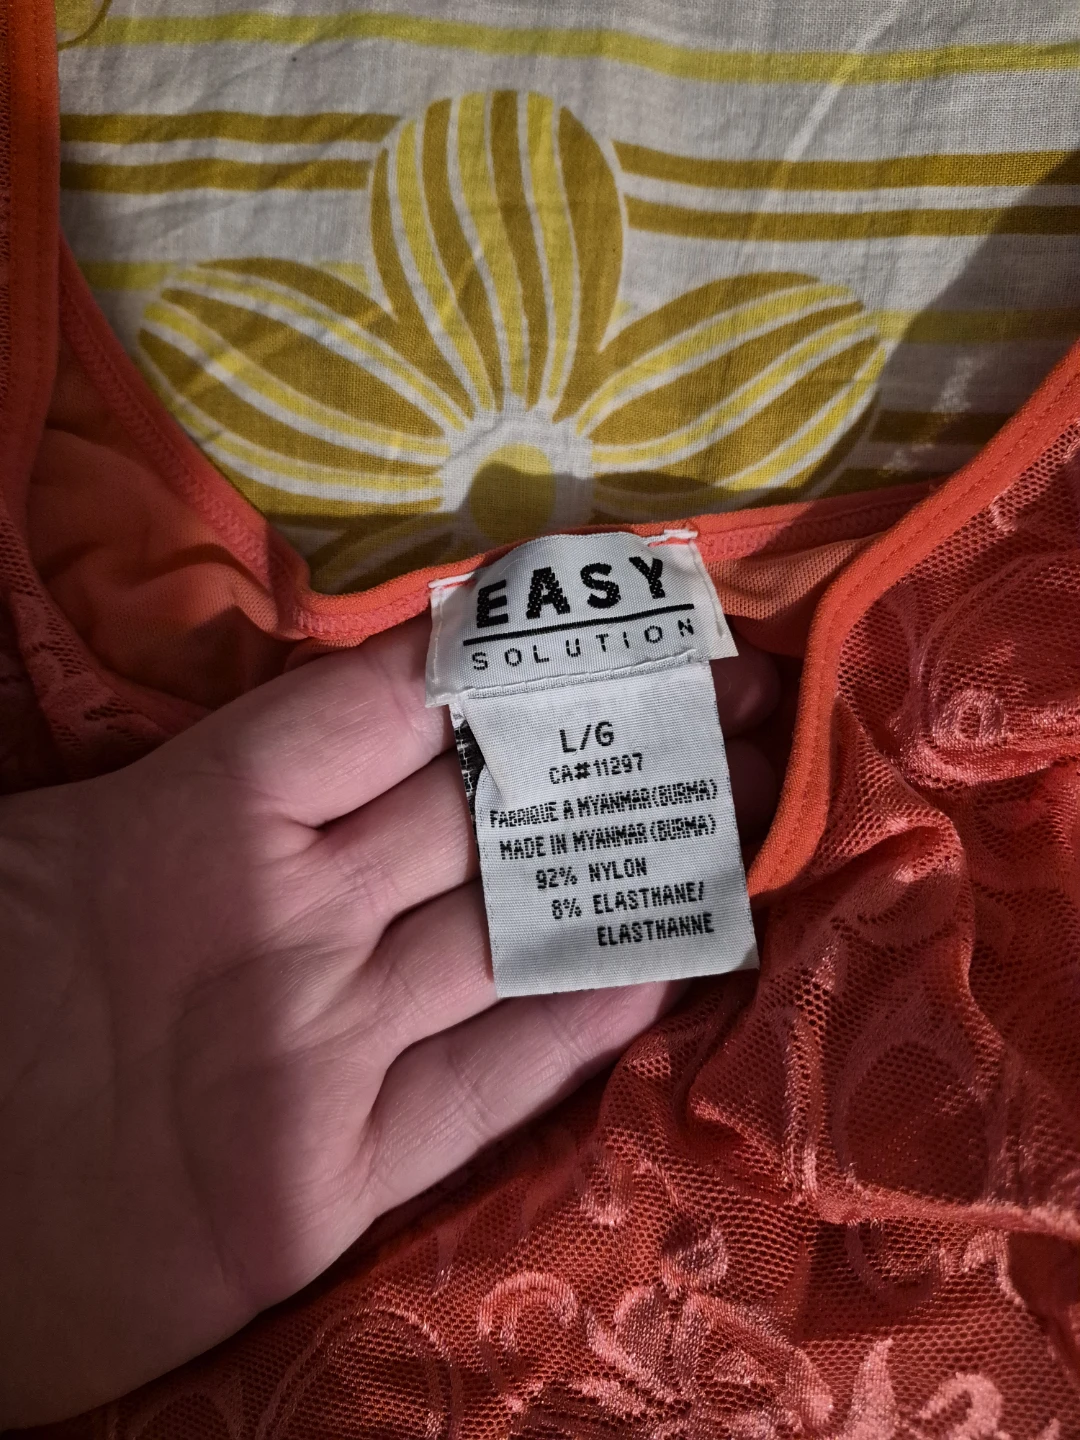 EASY
SOLUTION
L/G
CA#11297
FABRIQUE A MYANMAR(BURMA)
MADE IN MYANMAR (BURMA)
92% NYLON
8% ELASTHANE/
ELASTHANNE